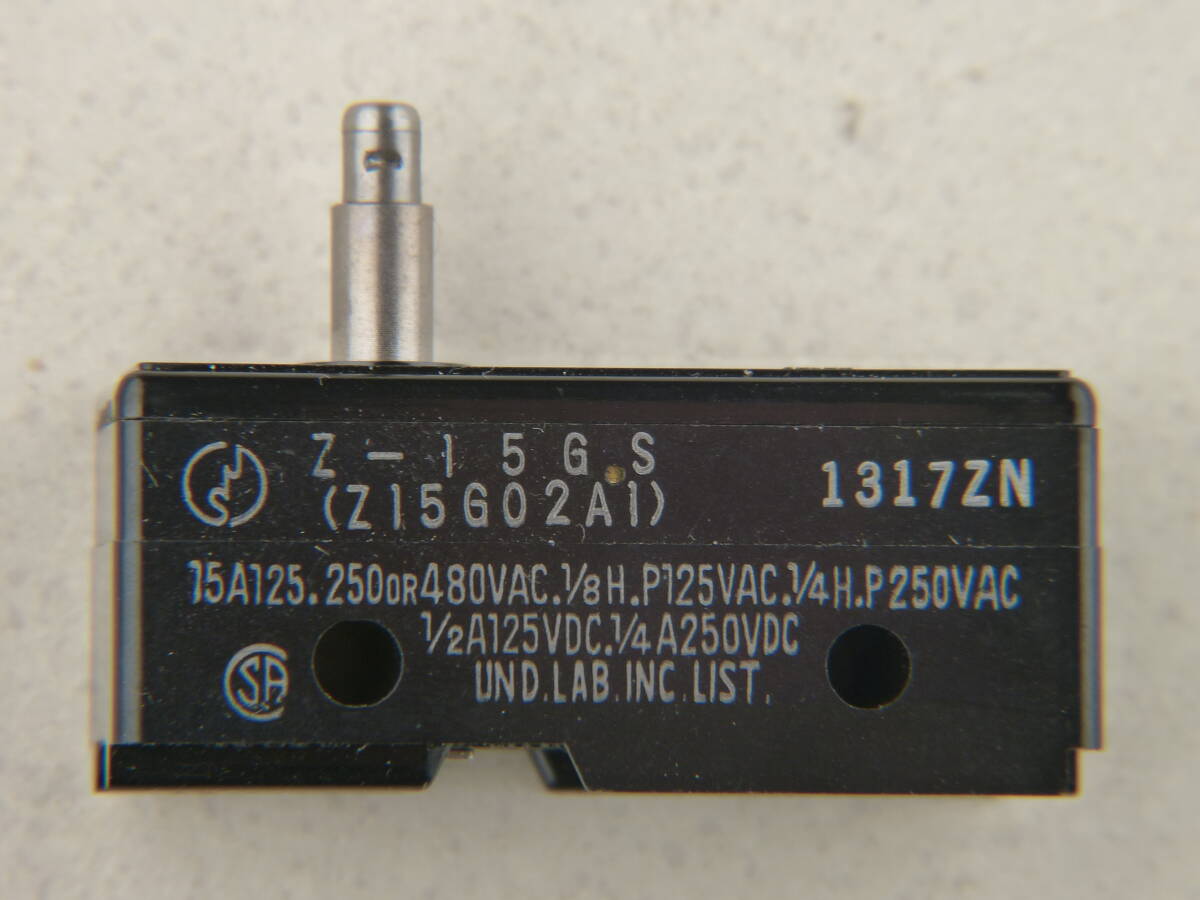 Z-15GS
(Z15G02A1)
1317ZN
15A125.250OR480VAC.1/8H.P125VAC.1/4H.P250VAC
1/2A125VDC.1/4A250VDC
SA
UND.LAB.INC.LIST.